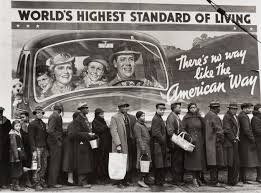 WORLD'S HIGHEST STANDARD OF LIVING
There's no way
like the
American Way